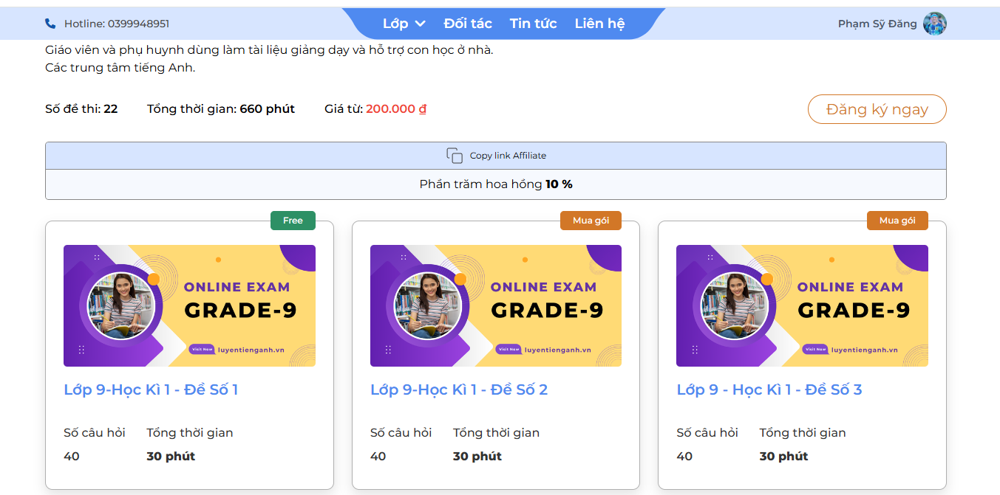 Hotline: 0399948951
Lớp
Đối tác
Tin tức
Liên hệ
Phạm Sỹ Đăng
Giáo viên và phụ huynh dùng làm tài liệu giảng dạy và hỗ trợ con học ở nhà.
Các trung tâm tiếng Anh.
Số đề thi: 22
Tổng thời gian: 660 phút
Giá từ: 200.000 ₫
Đăng ký ngay
Copy link Affiliate
Phần trăm hoa hồng 10 %
Free
ONLINE EXAM
GRADE-9
Visit Now
luyentienganh.vn
Lớp 9-Học Kì 1 - Đề Số 1
Số câu hỏi
Tổng thời gian
40
30 phút
Mua gói
ONLINE EXAM
GRADE-9
Visit Now
luyentienganh.vn
Lớp 9-Học Kì 1 - Đề Số 2
Số câu hỏi
Tổng thời gian
40
30 phút
Mua gói
ONLINE EXAM
GRADE-9
Visit Now
luyentienganh.vn
Lớp 9 - Học Kì 1 - Đề Số 3
Số câu hỏi
Tổng thời gian
40
30 phút